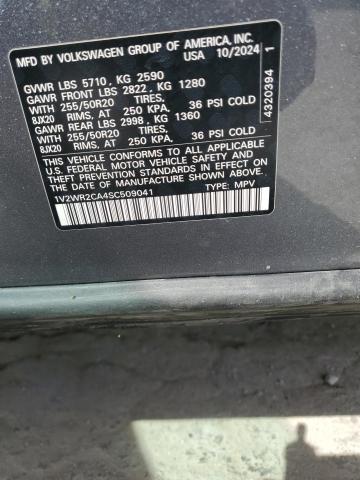 MFD BY VOLKSWAGEN GROUP OF AMERICA, INC.
USA 10/2024
GVWR LBS 5710, KG 2590
GAWR FRONT LBS 2822, KG 1280
WITH 255/50R20 TIRES,
8JX20 RIMS, AT 250 KPA, 36 PSI COLD
GAWR REAR LBS 2998, KG 1360
WITH 255/50R20 TIRES,
8JX20 RIMS, AT 250 KPA, 36 PSI COLD
THIS VEHICLE CONFORMS TO ALL APPLICABLE
U.S. FEDERAL MOTOR VEHICLE SAFETY AND THEFT
PREVENTION STANDARDS IN EFFECT ON THE DATE OF
MANUFACTURE SHOWN ABOVE.
1V2WR2CA4SC509041 TYPE: MPV
4320394 1